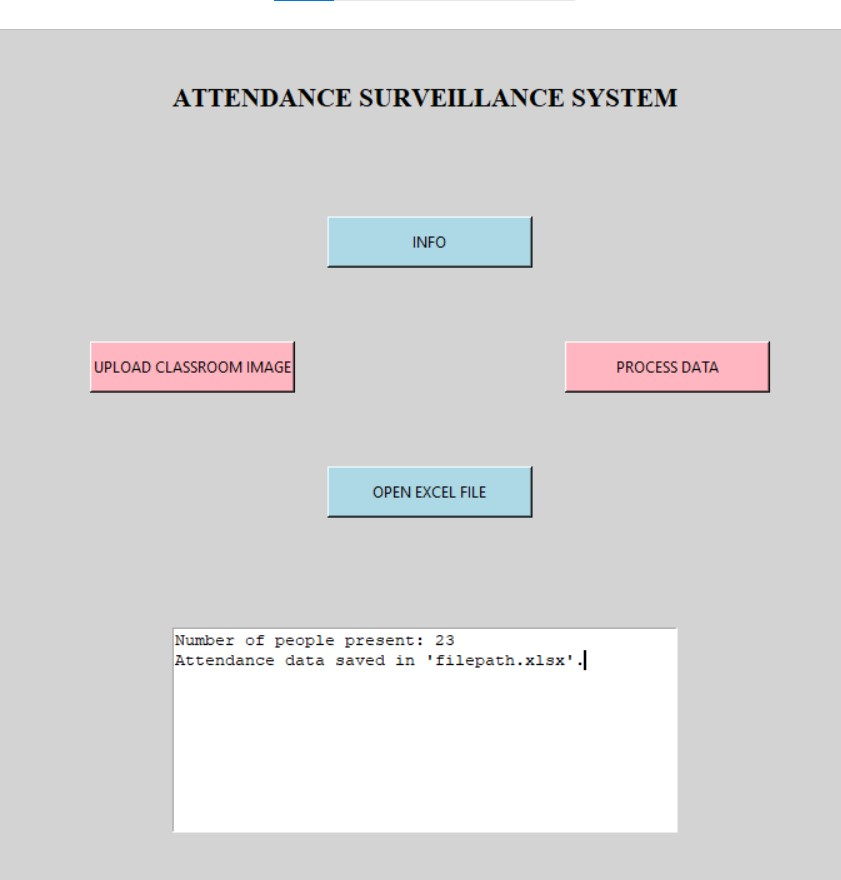 ATTENDANCE SURVEILLANCE SYSTEM
INFO
UPLOAD CLASSROOM IMAGE
PROCESS DATA
OPEN EXCEL FILE
Number of people present: 23
Attendance data saved in 'filepath.xlsx'.